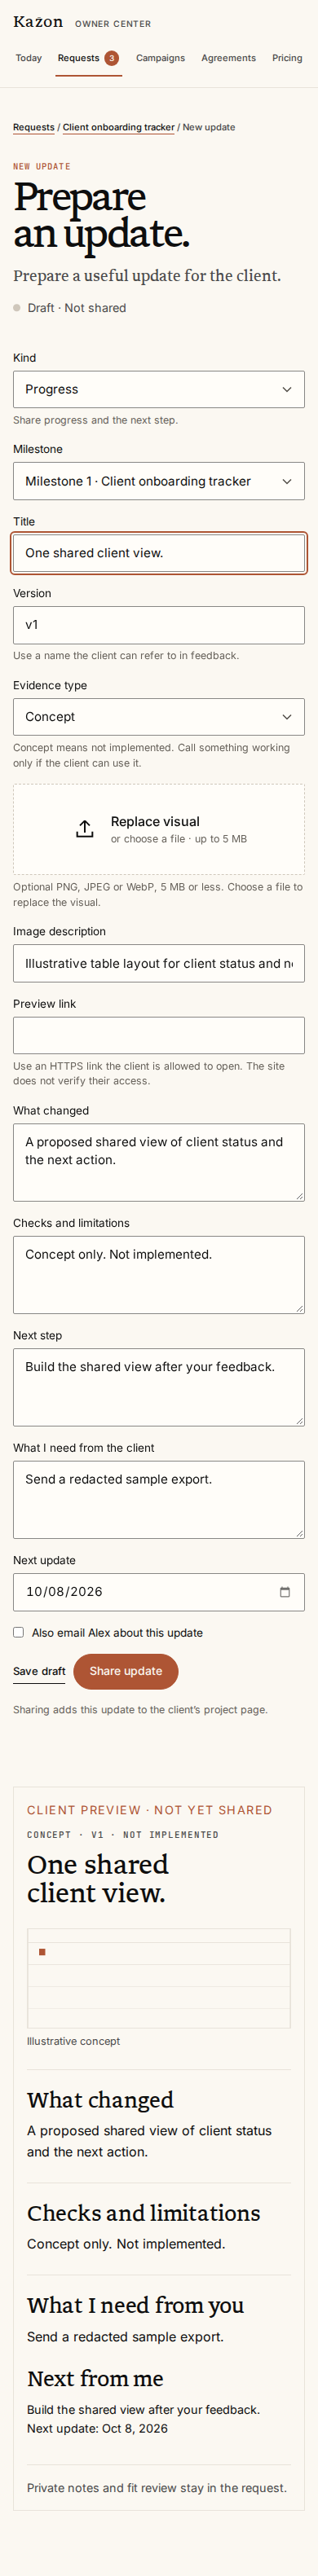 Każon OWNER CENTER
Today Requests 3 Campaigns Agreements Pricing
Requests / Client onboarding tracker / New update
NEW UPDATE
Prepare
an update.
Prepare a useful update for the client.
Draft · Not shared
Kind
Progress
Share progress and the next step.
Milestone
Milestone 1 · Client onboarding tracker
Title
One shared client view.
Version
v1
Use a name the client can refer to in feedback.
Evidence type
Concept
Concept means not implemented. Call something working
only if the client can use it.
Replace visual
or choose a file · up to 5 MB
Optional PNG, JPEG or WebP, 5 MB or less. Choose a file to
replace the visual.
Image description
Illustrative table layout for client status and
Preview link
Use an HTTPS link the client is allowed to open. The site
does not verify their access.
What changed
A proposed shared view of client status and
the next action.
Checks and limitations
Concept only. Not implemented.
Next step
Build the shared view after your feedback.
What I need from the client
Send a redacted sample export.
Next update
10/08/2026
Also email Alex about this update
Save draft Share update
Sharing adds this update to the client's project page.
CLIENT PREVIEW · NOT YET SHARED
CONCEPT · V1 · NOT IMPLEMENTED
One shared
client view.
Illustrative concept
What changed
A proposed shared view of client status
and the next action.
Checks and limitations
Concept only. Not implemented.
What I need from you
Send a redacted sample export.
Next from me
Build the shared view after your feedback.
Next update: Oct 8, 2026
Private notes and fit review stay in the request.